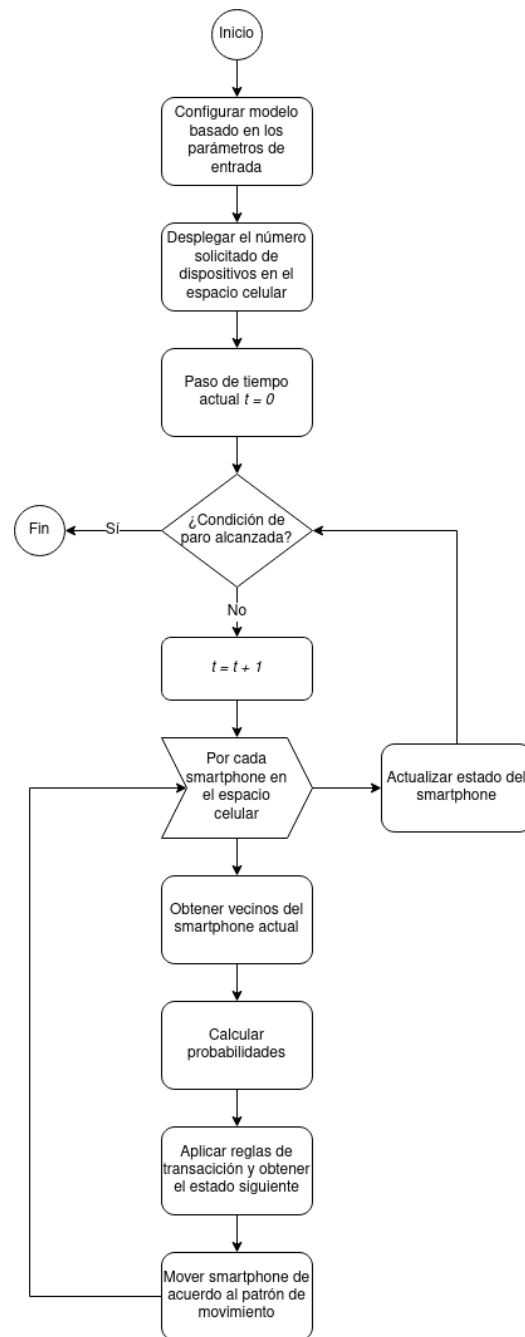 Inicio
Configurar modelo
basado en los
parámetros de
entrada
Desplegar el número
solicitado de
dispositivos en el
espacio celular
Paso de tiempo
actual t = 0
¿Condición de
paro alcanzada?
Sí
Fin
No
t = t + 1
Por cada
smartphone en
el espacio
celular
Actualizar estado del
smartphone
Obtener vecinos del
smartphone actual
Calcular
probabilidades
Aplicar reglas de
transacición y obtener
el estado siguiente
Mover smartphone de
acuerdo al patrón de
movimiento